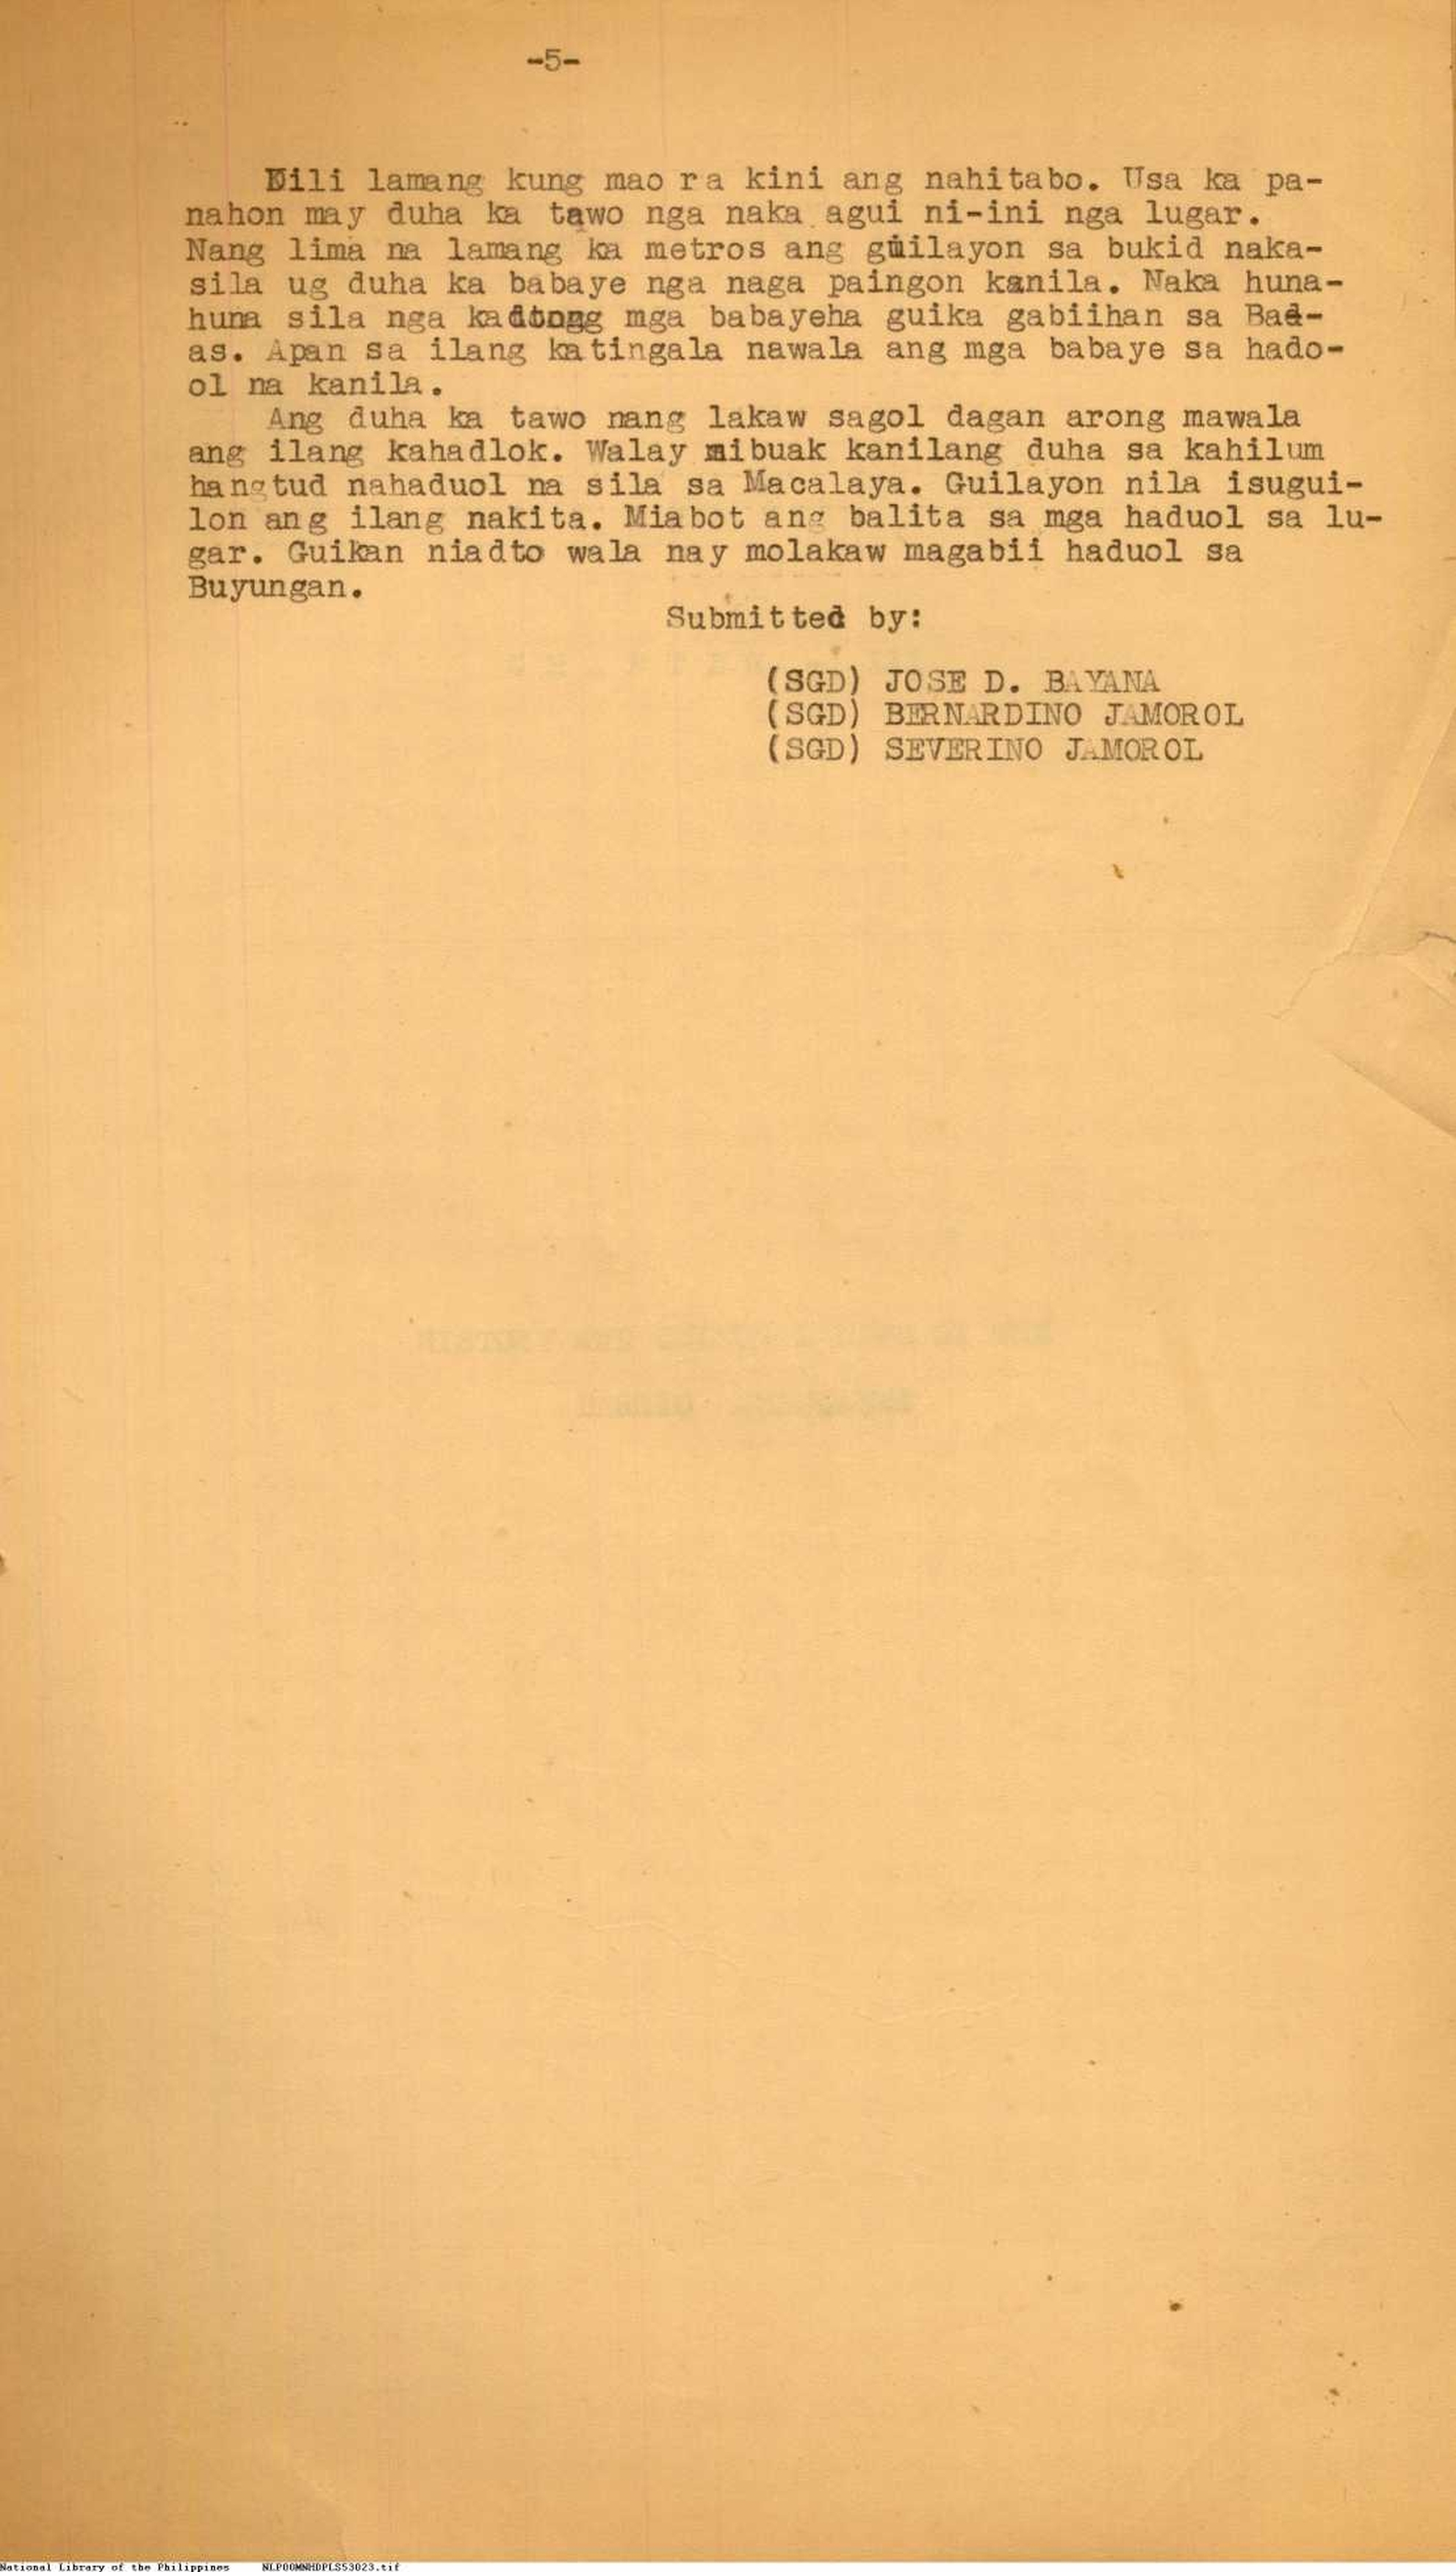 -5-
Dili lamang kung mao ra kini ang nahitabo. Usa ka pa-
nahon may duha ka tawo nga naka agui ni-ini nga lugar.
Nang lima na lamang ka metros ang guilayon sa bukid naka-
sila ug duha ka babaye nga naga paingon kanila. Naka huna-
huna sila nga kadtong mga babayeha guika gabiihan sa Bad-
as. Apan sa ilang katingala nawala ang mga babaye sa hado-
ol na kanila.
Ang duha ka tawo nang lakaw sagol dagan arong mawala
ang ilang kahadlok. Walay mibuak kanilang duha sa kahilum
hangtud nahaduol na sila sa Macalaya. Guilayon nila isugui-
lon ang ilang nakita. Miabot ang balita sa mga haduol sa lu-
gar. Guikan niadto wala nay molakaw magabii haduol sa
Buyungan.
Submitted by:
(SGD) JOSE D. BAYANA
(SGD) BERNARDINO JAMOROL
(SGD) SEVERINO JAMOROL
National Library of the Philippines NLP00MNHDPLS53023.tif